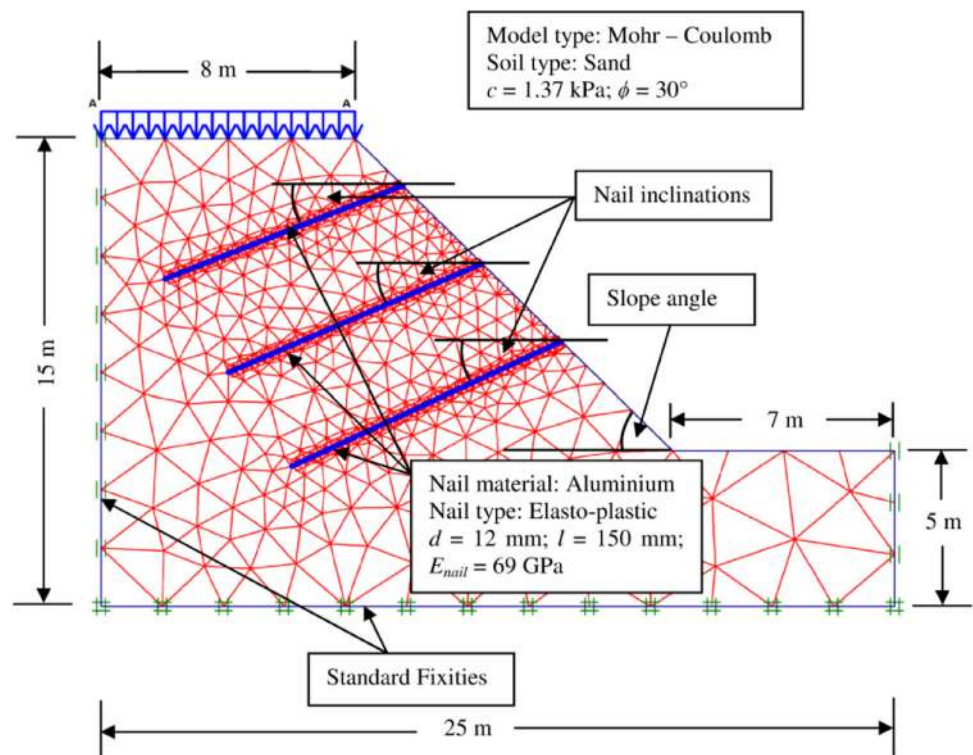 Model type: Mohr – Coulomb
Soil type: Sand
c = 1.37 kPa; ϕ = 30°
8 m
A
A
Nail inclinations
Slope angle
15 m
7 m
Nail material: Aluminium
Nail type: Elasto-plastic
d = 12 mm; l = 150 mm;
Enail = 69 GPa
5 m
Standard Fixities
25 m